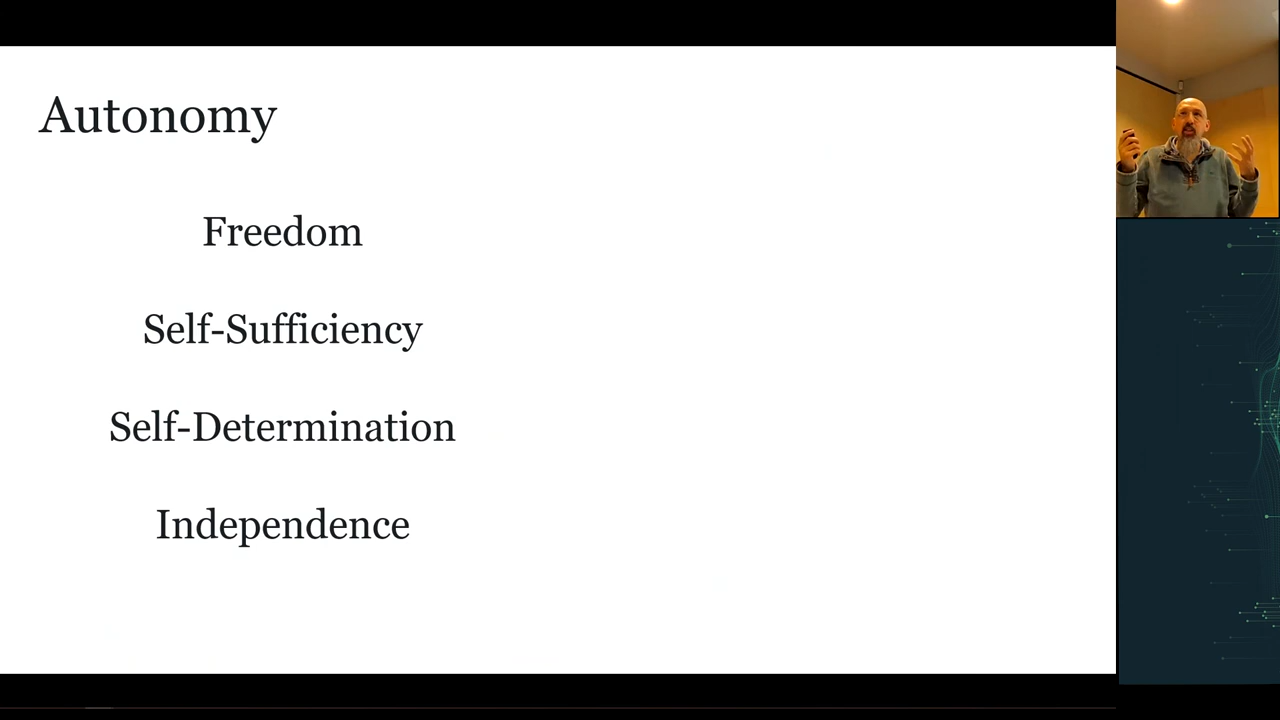 Autonomy
Freedom
Self-Sufficiency
Self-Determination
Independence